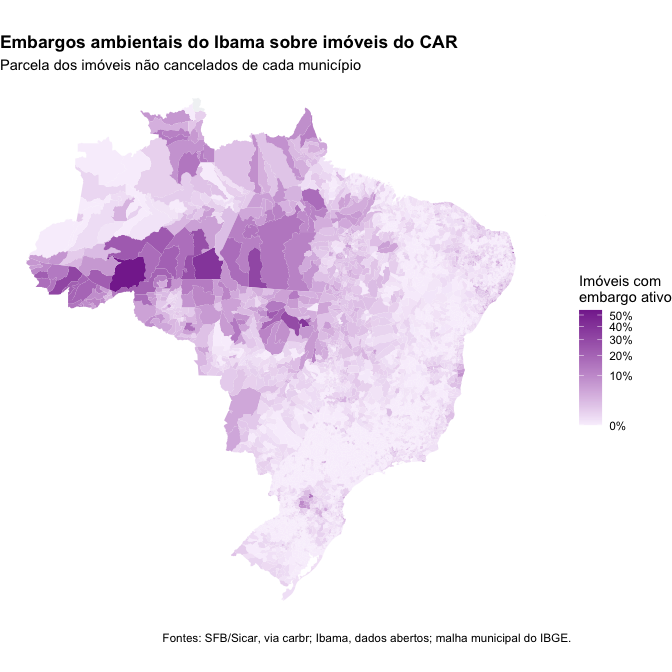 Embargos ambientais do Ibama sobre imóveis do CAR
Parcela dos imóveis não cancelados de cada município
Imóveis com
embargo ativo
50%
40%
30%
20%
10%
0%
Fontes: SFB/Sicar, via carbr; Ibama, dados abertos; malha municipal do IBGE.